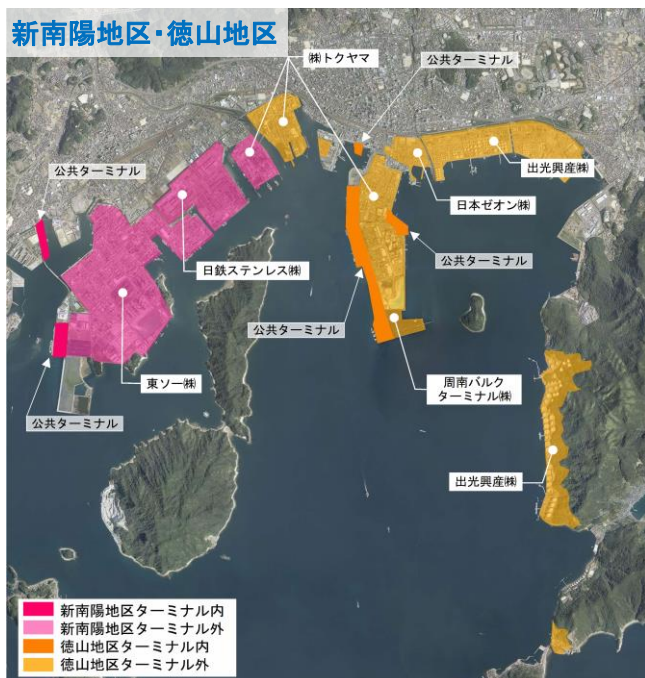 新南陽地区・徳山地区
㈱トクヤマ
公共ターミナル
出光興産㈱
公共ターミナル
日本ゼオン㈱
日鉄ステンレス㈱
公共ターミナル
公共ターミナル
東ソー㈱
周南バルク
ターミナル㈱
公共ターミナル
出光興産㈱
新南陽地区ターミナル内
新南陽地区ターミナル外
徳山地区ターミナル内
徳山地区ターミナル外